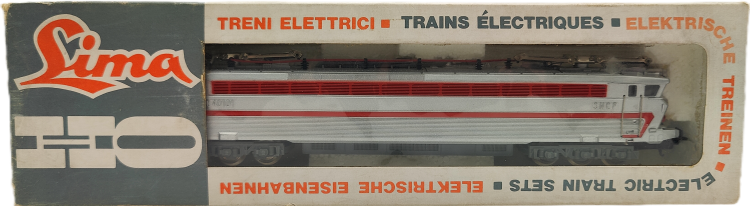 Lima
HO
TRENI ELETTRICI ■ TRAINS ÉLECTRIQUES ■ ELEKTRISCHE TREINEN ■
ELECTRIC TRAIN SETS ■ ELEKTRISCHE EISENBAHNEN
SNCF